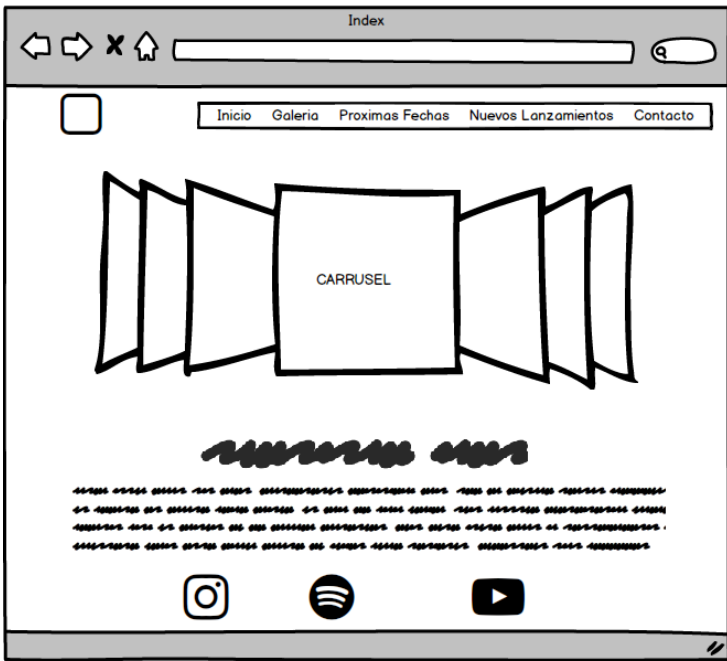 Index
Inicio Galeria Proximas Fechas Nuevos Lanzamientos Contacto
CARRUSEL